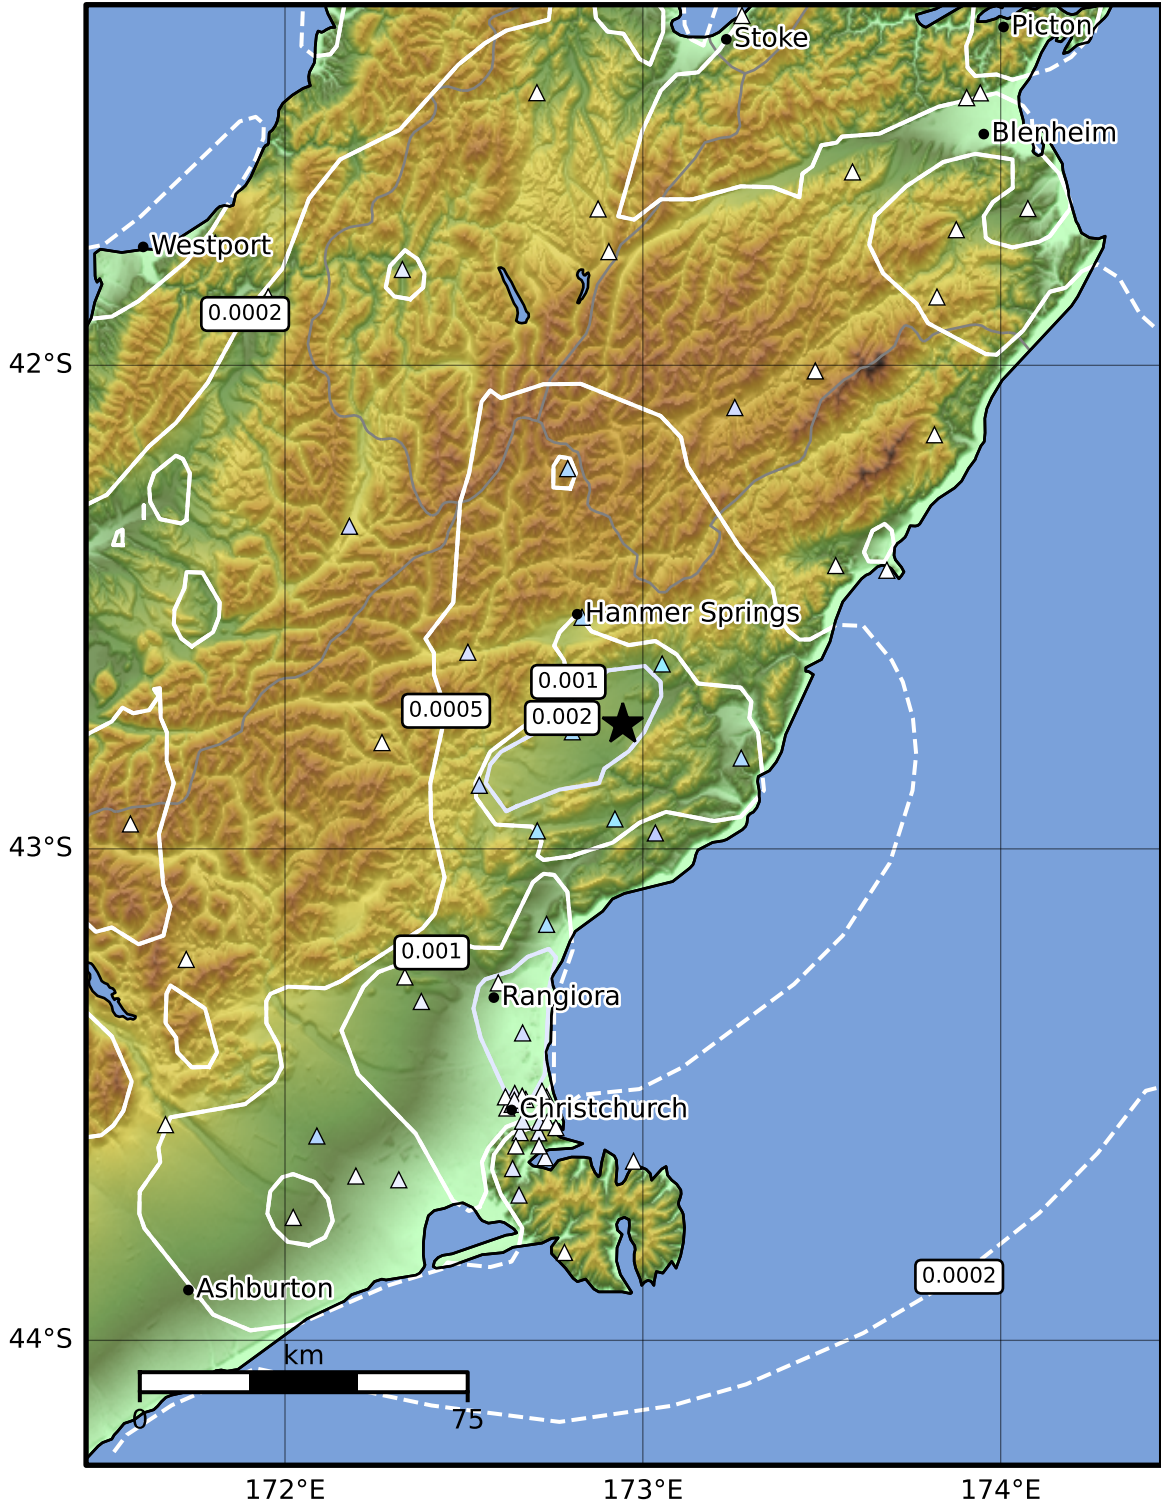 Picton
Stoke
Blenheim
Westport
0.0002
42°S
Hanmer Springs
0.001
0.0005
0.002
43°S
0.001
Rangiora
Christchurch
0.0002
Ashburton
44°S
km
0
75
172°E
173°E
174°E